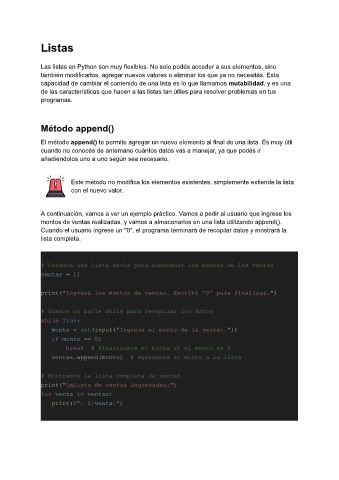 Listas
Las listas en Python son muy flexibles. No solo podés acceder a sus elementos, sino
también modificarlos, agregar nuevos valores o eliminar los que ya no necesitás. Esta
capacidad de cambiar el contenido de una lista es lo que llamamos mutabilidad, y es una
de las características que hacen a las listas tan útiles para resolver problemas en tus
programas.
Método append()
El método append() te permite agregar un nuevo elemento al final de una lista. Es muy útil
cuando no conocés de antemano cuántos datos vas a manejar, ya que podés ir
añadiéndolos uno a uno según sea necesario.
Este método no modifica los elementos existentes, simplemente extiende la lista
con el nuevo valor.
A continuación, vamos a ver un ejemplo práctico. Vamos a pedir al usuario que ingrese los
montos de ventas realizadas, y vamos a almacenarlos en una lista utilizando append().
Cuando el usuario ingrese un "0", el programa terminará de recopilar datos y mostrará la
lista completa.
# Creamos una lista vacía para almacenar los montos de las ventas
ventas = []
print("Ingresá los montos de ventas. Escribí '0' para finalizar.")
# Usamos un bucle while para recopilar los datos
while True:
    monto = int(input("Ingresá el monto de la venta: "))
    if monto == 0:
        break  # Finalizamos el bucle si el monto es 0
    ventas.append(monto)  # Agregamos el monto a la lista
# Mostramos la lista completa de ventas
print("\nLista de ventas ingresadas:")
for venta in ventas:
    print(f"- ${venta}")